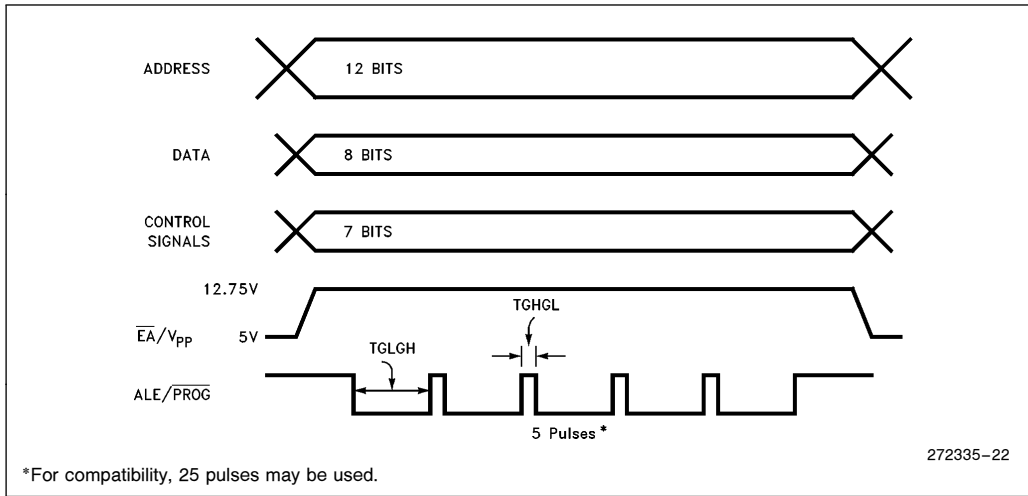 ADDRESS
12 BITS
DATA
8 BITS
CONTROL
SIGNALS
7 BITS
12.75V
TGHGL
EA/VPP
5V
TGLGH
ALE/PROG
5 Pulses*
272335–22
*For compatibility, 25 pulses may be used.